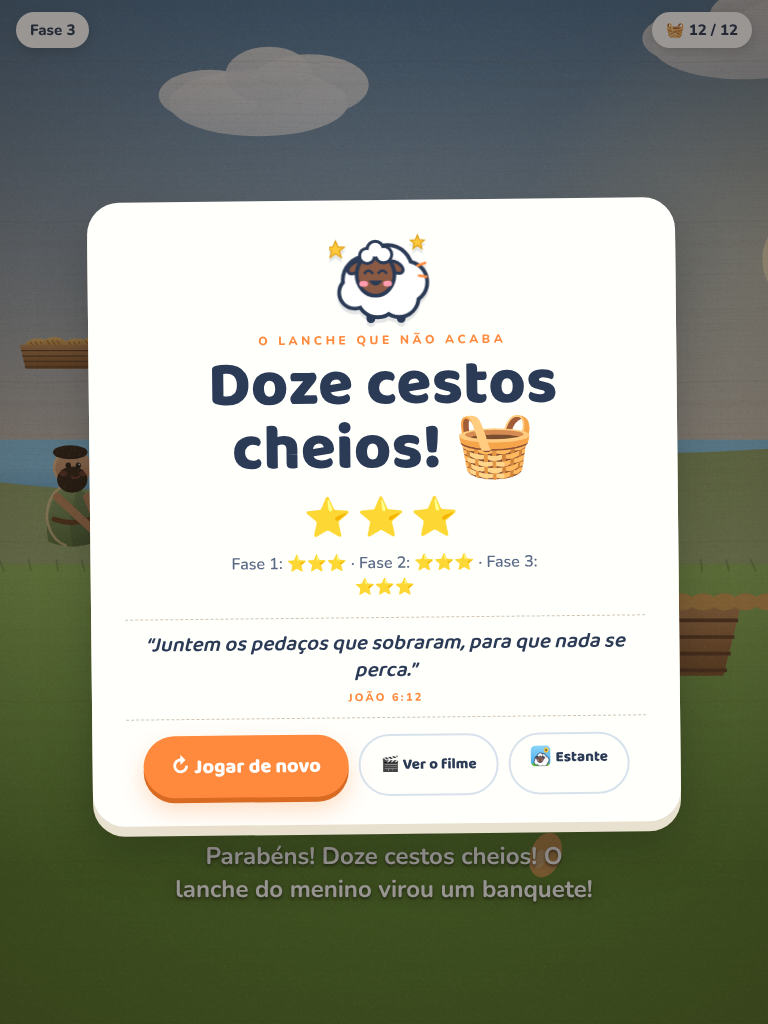 Fase 3
🧺 12 / 12
O LANCHE QUE NÃO ACABA
Doze cestos
cheios! 🧺
⭐⭐⭐
Fase 1: ⭐⭐⭐ · Fase 2: ⭐⭐⭐ · Fase 3:
⭐⭐⭐
“Juntem os pedaços que sobraram, para que nada se
perca.”
JOÃO 6:12
↻ Jogar de novo
🎬 Ver o filme
Estante
Parabéns! Doze cestos cheios! O
lanche do menino virou um banquete!